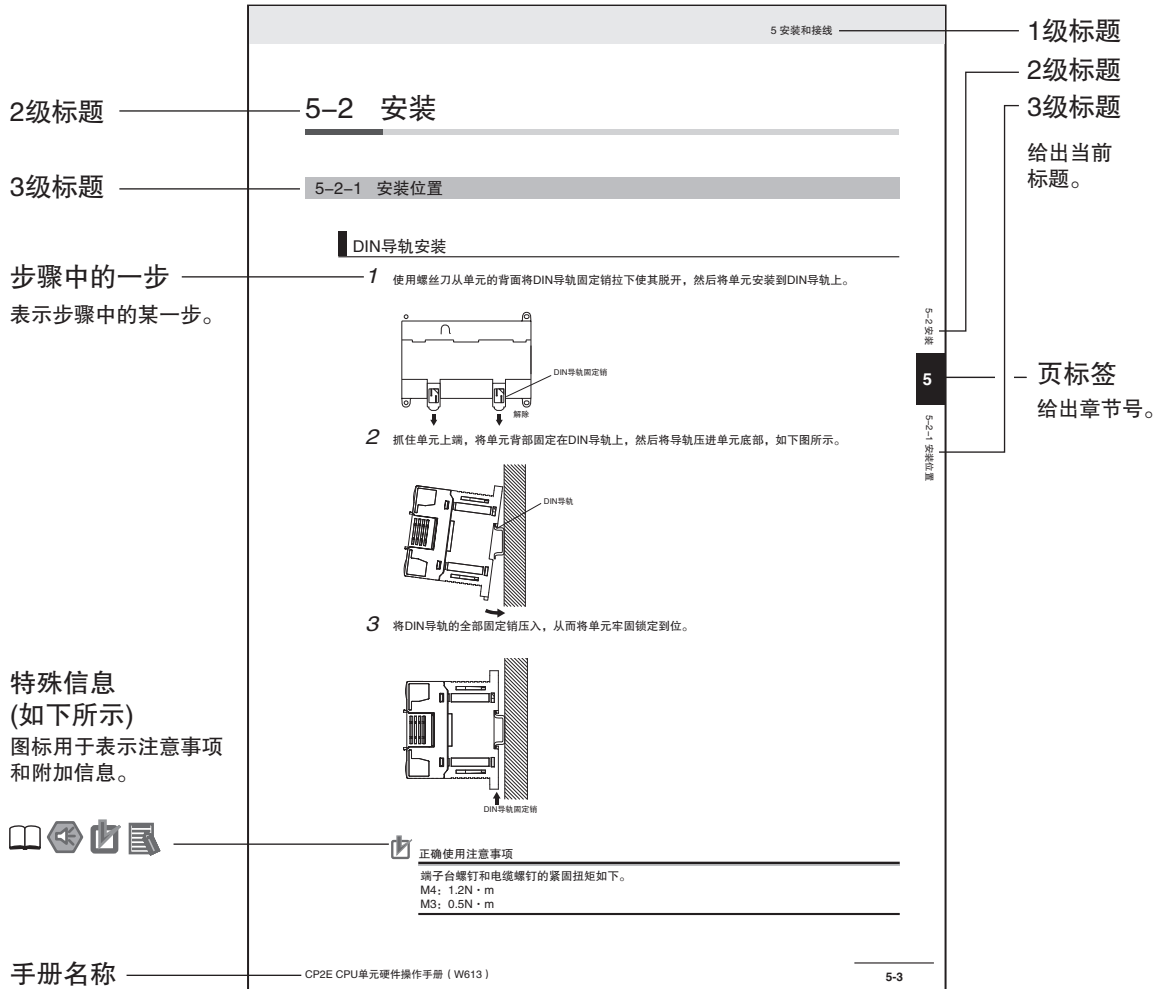 5 安装和接线
1级标题
2级标题
3级标题
给出当前
标题。
2级标题
5-2 安装
3级标题
5-2-1 安装位置
DIN导轨安装
步骤中的一步
表示步骤中的某一步。
1 使用螺丝刀从单元的背面将DIN导轨固定销拉下使其脱开，然后将单元安装到DIN导轨上。
DIN导轨固定销
解除
5-2 安装
5
页标签
给出章节号。
5-2-1 安装位置
2 抓住单元上端，将单元背部固定在DIN导轨上，然后将导轨压进单元底部，如下图所示。
DIN导轨
3 将DIN导轨的全部固定销压入，从而将单元牢固锁定到位。
DIN导轨固定销
特殊信息
(如下所示)
图标用于表示注意事项
和附加信息。
正确使用注意事项
端子台螺钉和电缆螺钉的紧固扭矩如下。
M4：1.2N・m
M3：0.5N・m
手册名称
CP2E CPU单元硬件操作手册（W613）
5-3